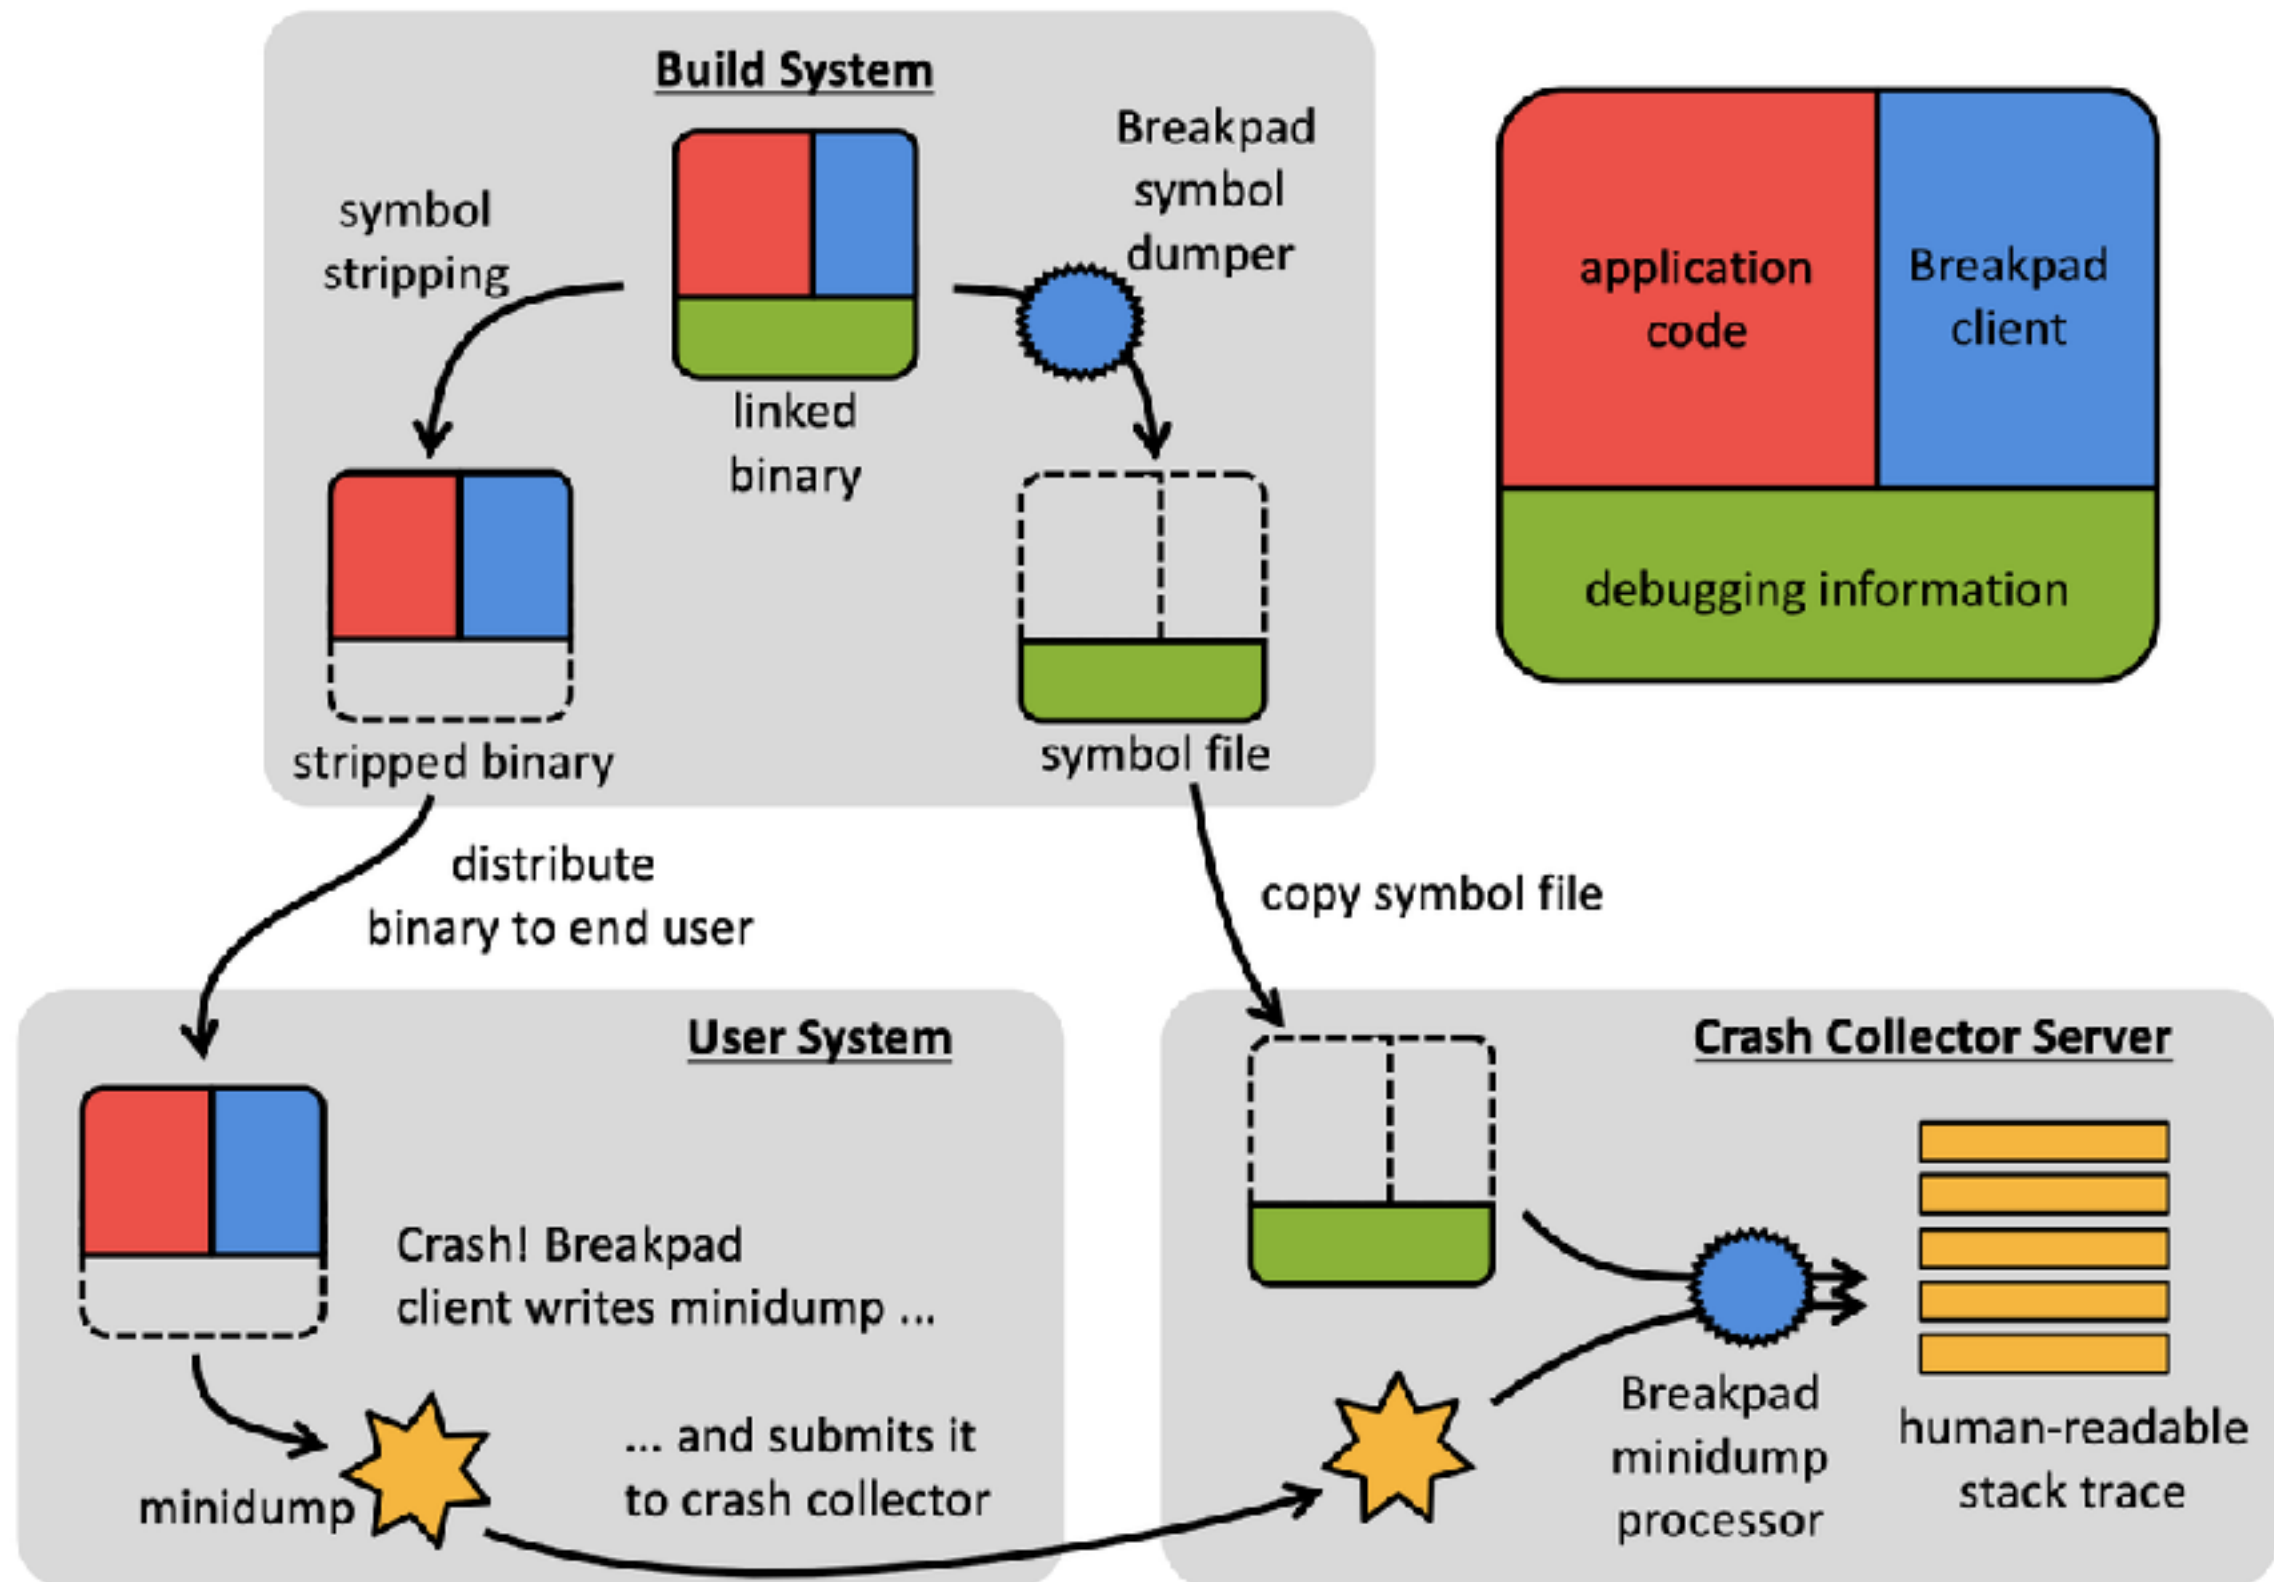 Build System
symbol
stripping
Breakpad
symbol
dumper
linked
binary
stripped binary
symbol file
application
code
Breakpad
client
debugging information
distribute
binary to end user
copy symbol file
User System
Crash! Breakpad
client writes minidump ...
minidump
... and submits it
to crash collector
Crash Collector Server
Breakpad
minidump
processor
human-readable
stack trace